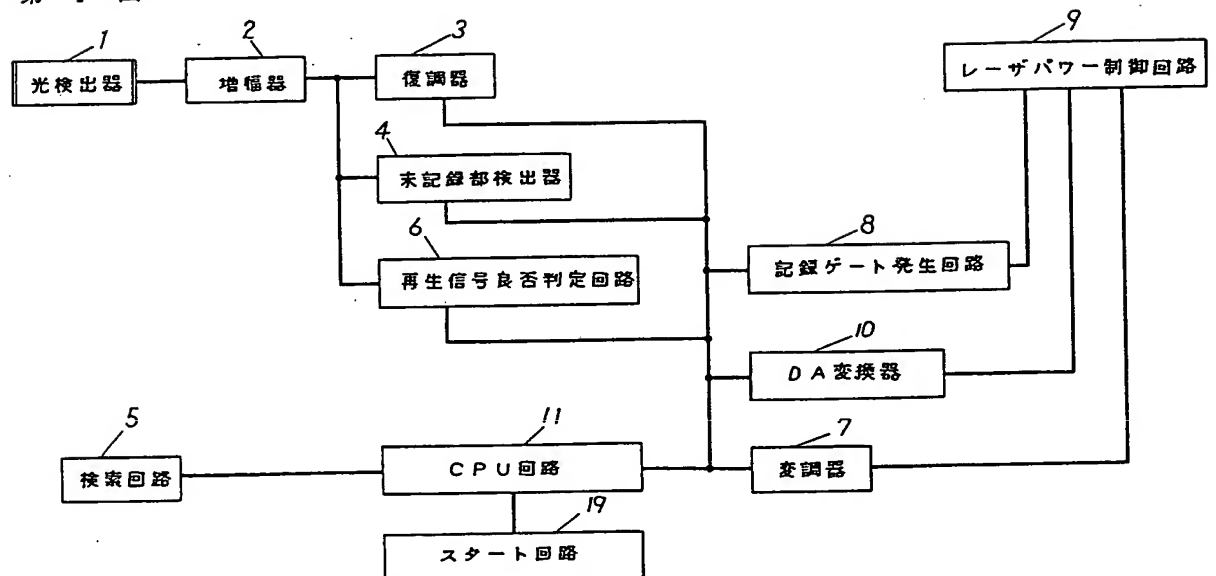 1
光検出器
2
増幅器
3
復調器
9
レーザパワー制御回路
4
未記録部検出器
6
再生信号良否判定回路
8
記録ゲート発生回路
10
DA変換器
5
検索回路
11
CPU回路
7
変調器
19
スタート回路